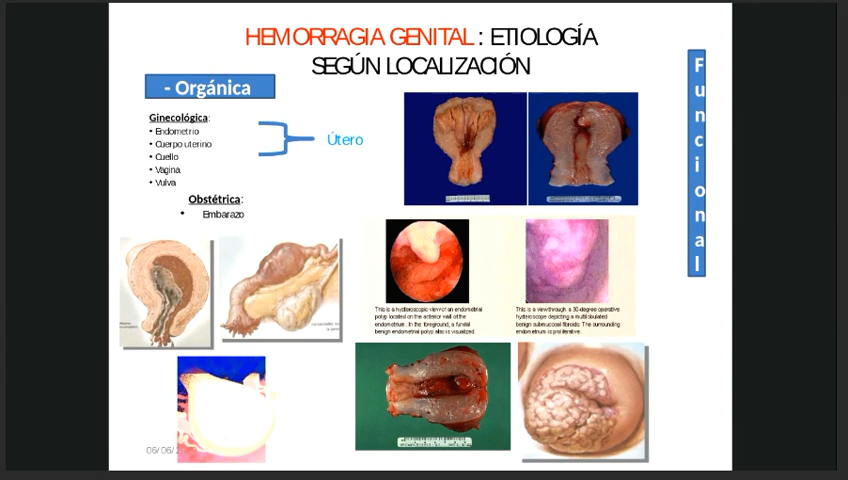 HEMORRAGIA GENITAL : ETIOLOGÍA
SEGÚN LOCALIZACIÓN
- Orgánica
Ginecológica:
• Endometrio
• Cuerpo uterino
• Cuello
• Vagina
• Vulva
Útero
Obstétrica:
• Embarazo
Funcional
This is a hysteroscopic view of an endometrial
polyp located on the anterior wall of the
endometrium. In the foreground, a fundal
benign endometrial polyp also is visualized.
This is a view through a 30-degree operative
hysteroscope depicting a multilobulated
benign submucosal fibroids. The surrounding
endometrium is proliferative.
06/06/